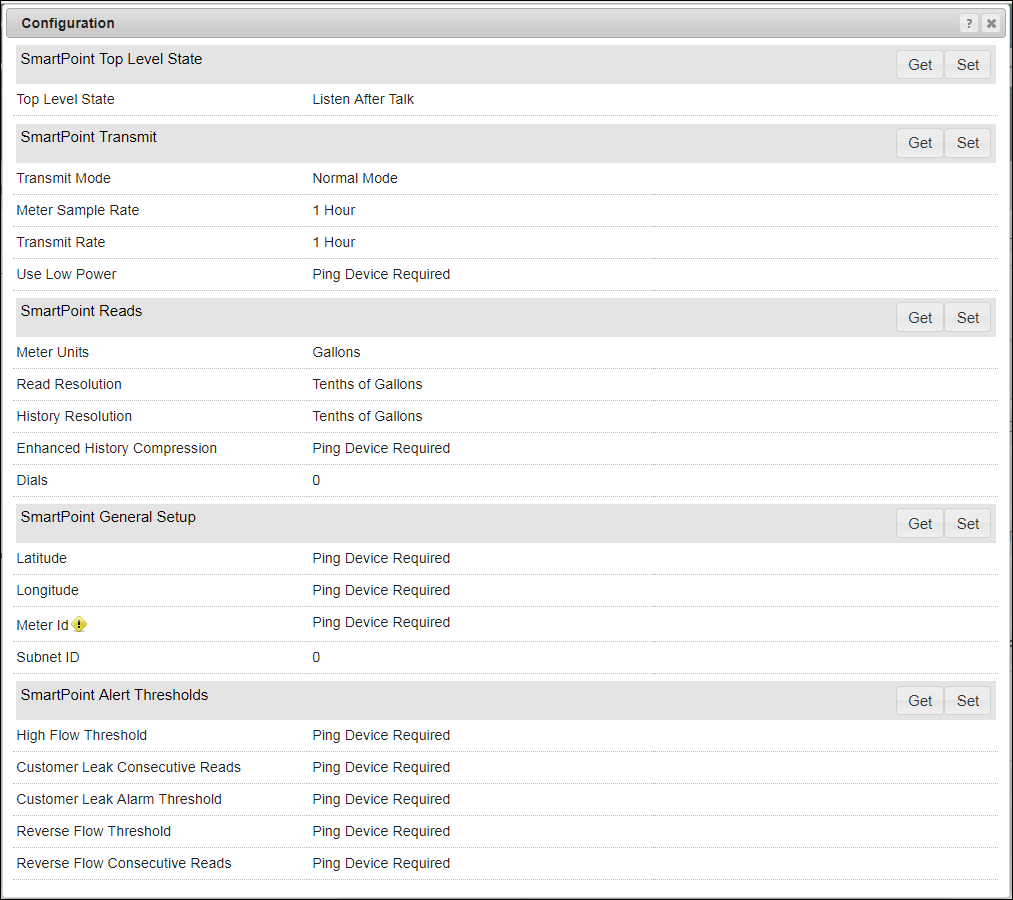 Configuration ? ✖
SmartPoint Top Level State Get Set
Top Level State Listen After Talk
SmartPoint Transmit Get Set
Transmit Mode Normal Mode
Meter Sample Rate 1 Hour
Transmit Rate 1 Hour
Use Low Power Ping Device Required
SmartPoint Reads Get Set
Meter Units Gallons
Read Resolution Tenths of Gallons
History Resolution Tenths of Gallons
Enhanced History Compression Ping Device Required
Dials 0
SmartPoint General Setup Get Set
Latitude Ping Device Required
Longitude Ping Device Required
Meter Id ! Ping Device Required
Subnet ID 0
SmartPoint Alert Thresholds Get Set
High Flow Threshold Ping Device Required
Customer Leak Consecutive Reads Ping Device Required
Customer Leak Alarm Threshold Ping Device Required
Reverse Flow Threshold Ping Device Required
Reverse Flow Consecutive Reads Ping Device Required